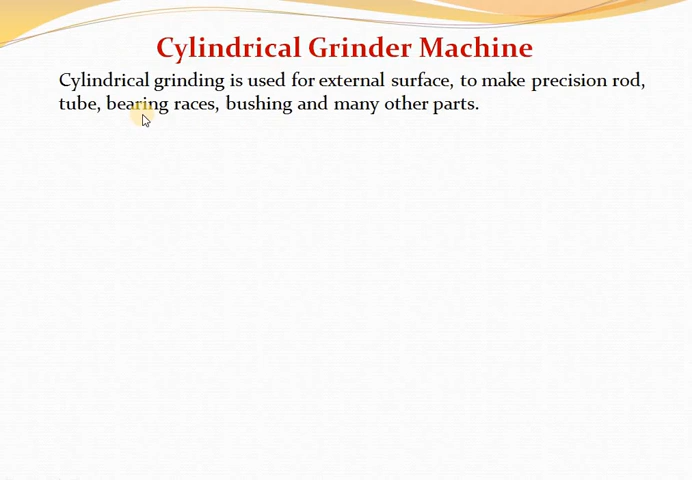 Cylindrical Grinder Machine
Cylindrical grinding is used for external surface, to make precision rod,
tube, bearing races, bushing and many other parts.